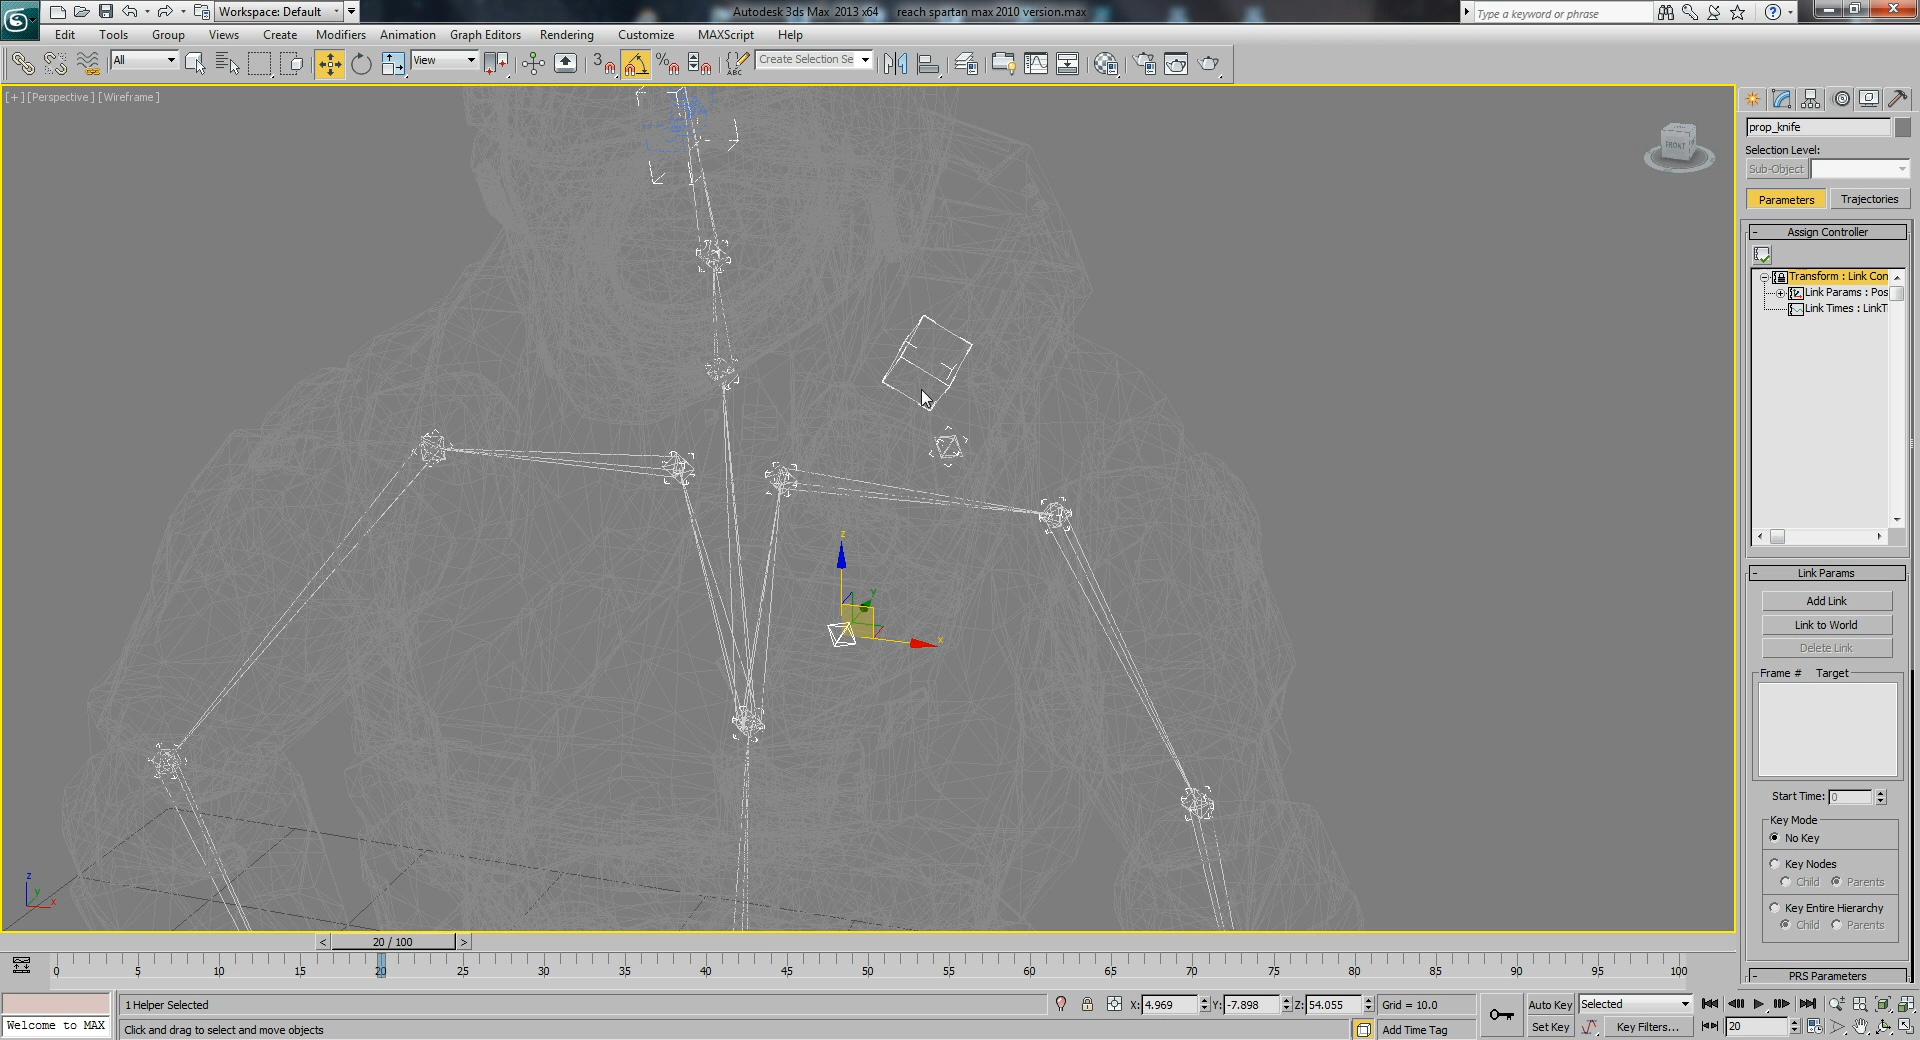 Workspace: Default
Autodesk 3ds Max 2013 x64 reach spartan max 2010 version.max
Type a keyword or phrase
Edit Tools Group Views Create Modifiers Animation Graph Editors Rendering Customize MAXScript Help
All
View
3
ABC
Create Selection Se
[+] [Perspective] [Wireframe]
FRONT
z
y
x
z
y
x
prop_knife
Selection Level:
Sub-Object
Parameters Trajectories
Assign Controller
Transform : Link Con
Link Params : Pos
Link Times : LinkT
Link Params
Add Link
Link to World
Delete Link
Frame # Target
Start Time: 0
Key Mode
No Key
Key Nodes
Child Parents
Key Entire Hierarchy
Child Parents
PRS Parameters
< 20 / 100 >
0 5 10 15 20 25 30 35 40 45 50 55 60 65 70 75 80 85 90 95 100
1 Helper Selected
X: 4.969 Y: -7.898 Z: 54.055 Grid = 10.0
Auto Key Selected
Welcome to MAX
Click and drag to select and move objects
Add Time Tag
Set Key Key Filters... 20